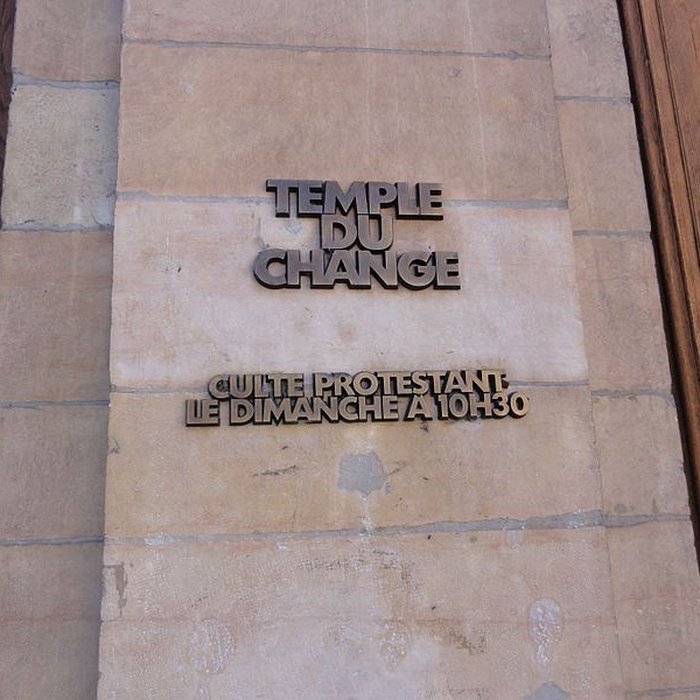 TEMPLE
DU
CHANGE
CULTE PROTESTANT
LE DIMANCHE A 10H30